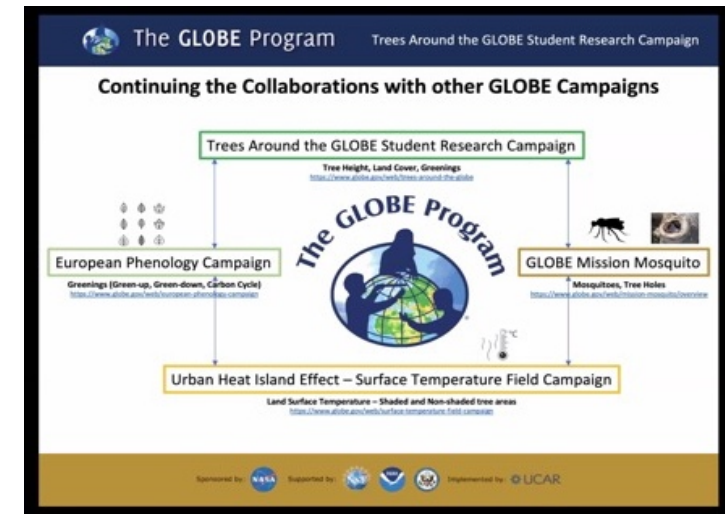 The GLOBE Program
Trees Around the GLOBE Student Research Campaign
Continuing the Collaborations with other GLOBE Campaigns
Trees Around the GLOBE Student Research Campaign
Tree Height, Land Cover, Greenings
https://www.globe.gov/web/trees-around-the-globe
The GLOBE Program
European Phenology Campaign
Greenings (Green-up, Green-down, Carbon Cycle)
https://www.globe.gov/web/european-phenology-campaign
GLOBE Mission Mosquito
Mosquitoes, Tree Holes
https://www.globe.gov/web/mission-mosquito/overview
°C
Urban Heat Island Effect – Surface Temperature Field Campaign
Land Surface Temperature – Shaded and Non-shaded tree areas
https://www.globe.gov/web/surface-temperature-field-campaign
Sponsored by: NASA Supported by: NSF NOAA Implemented by: UCAR